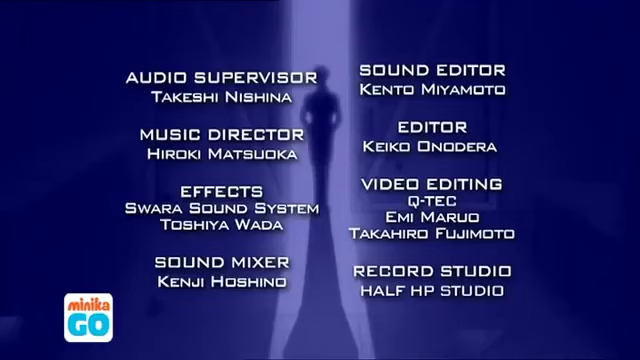 AUDIO SUPERVISOR
TAKESHI NISHINA
MUSIC DIRECTOR
HIROKI MATSUOKA
EFFECTS
SWARA SOUND SYSTEM
TOSHIYA WADA
SOUND MIXER
KENJI HOSHINO
SOUND EDITOR
KENTO MIYAMOTO
EDITOR
KEIKO ONODERA
VIDEO EDITING
Q-TEC
EMI MARUO
TAKAHIRO FUJIMOTO
RECORD STUDIO
HALF HP STUDIO
minika
GO